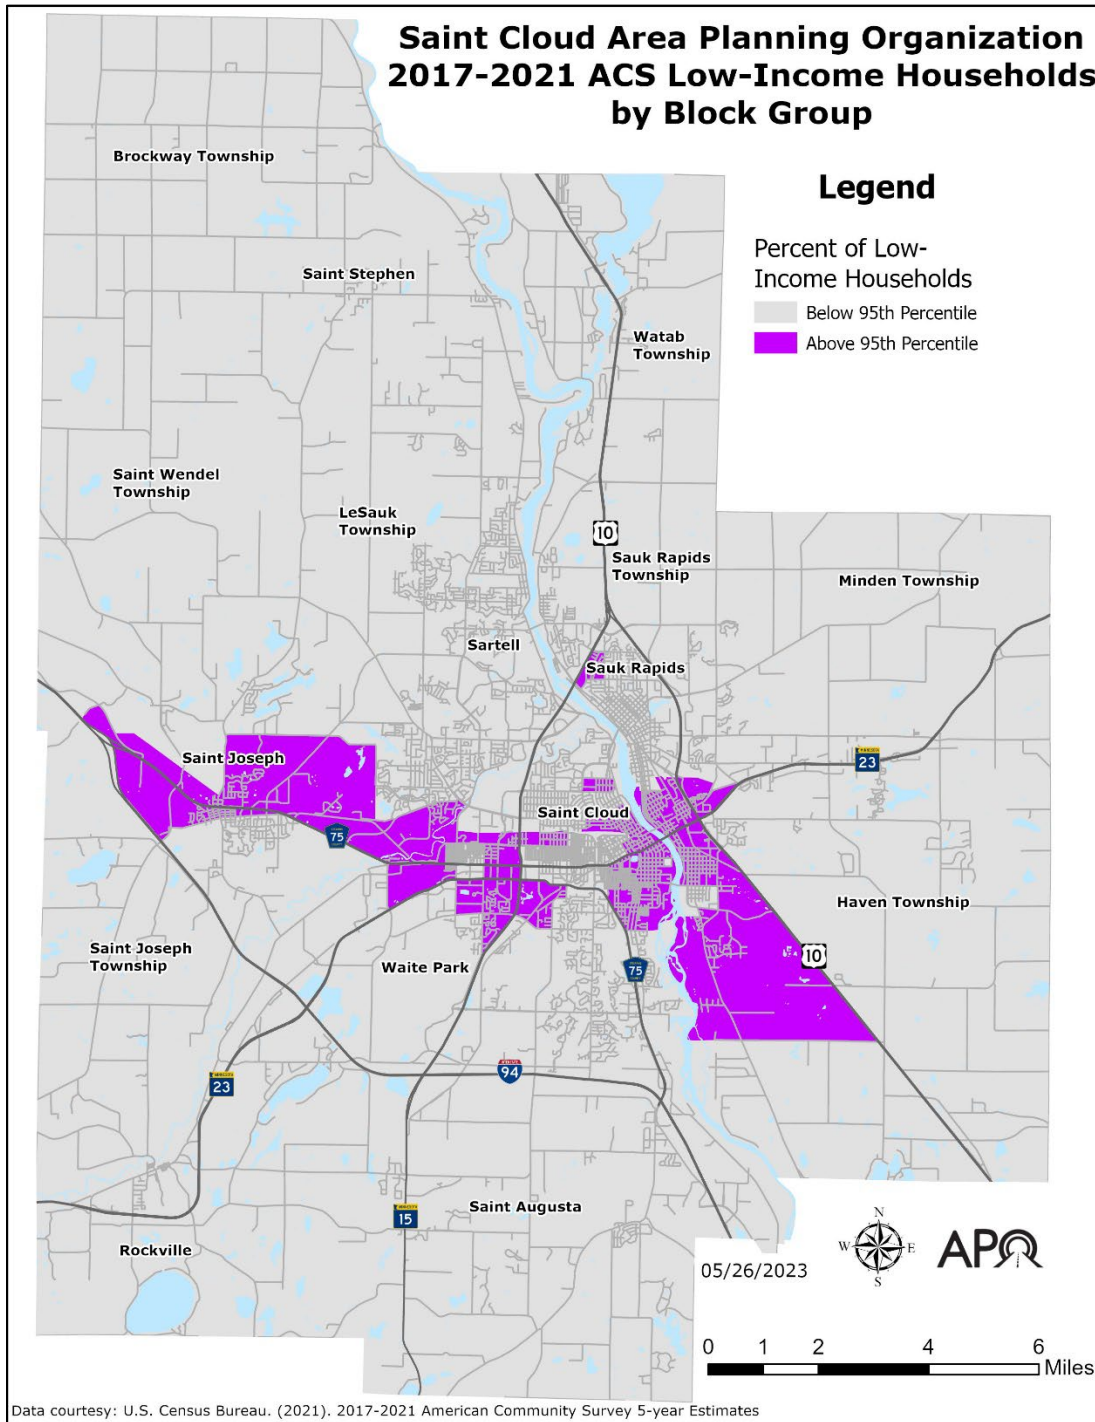 Saint Cloud Area Planning Organization
2017-2021 ACS Low-Income Households
by Block Group
Legend
Percent of Low-
Income Households
Below 95th Percentile
Above 95th Percentile
Brockway Township
Saint Stephen
Watab
Township
Saint Wendel
Township
LeSauk
Township
10
Sauk Rapids
Township
Minden Township
Sartell
Sauk Rapids
Saint Joseph
23
Saint Cloud
75
Haven Township
Saint Joseph
Township
Waite Park
75
10
94
23
15
Saint Augusta
Rockville
N
W
E
S
APO
05/26/2023
0 1 2 4 6
Miles
Data courtesy: U.S. Census Bureau. (2021). 2017-2021 American Community Survey 5-year Estimates